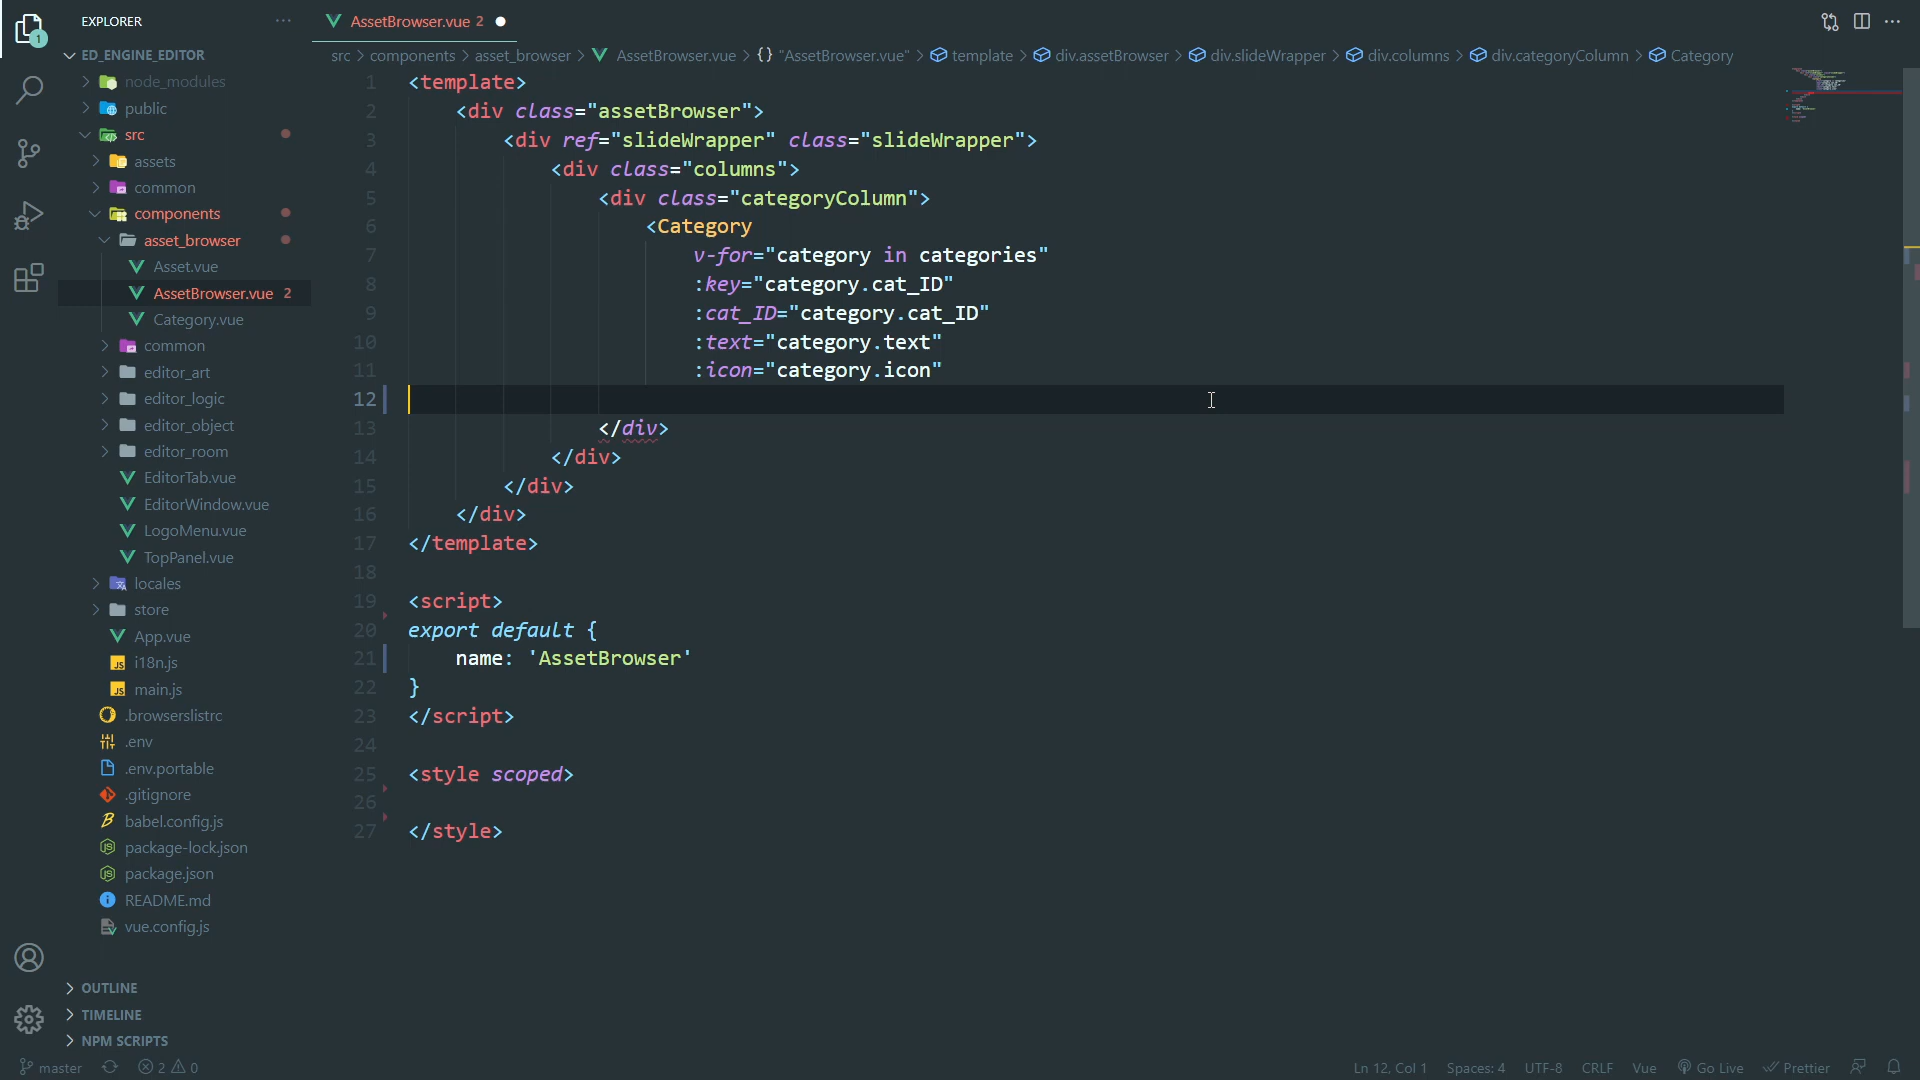 EXPLORER
ED_ENGINE_EDITOR
node_modules
public
src
assets
common
components
asset_browser
Asset.vue
AssetBrowser.vue 2
Category.vue
common
editor_art
editor_logic
editor_object
editor_room
EditorTab.vue
EditorWindow.vue
LogoMenu.vue
TopPanel.vue
locales
store
App.vue
i18n.js
main.js
.browserslistrc
.env
.env.portable
.gitignore
babel.config.js
package-lock.json
package.json
README.md
vue.config.js
OUTLINE
TIMELINE
NPM SCRIPTS
1
AssetBrowser.vue 2
src > components > asset_browser > AssetBrowser.vue > {} "AssetBrowser.vue" > template > div.assetBrowser > div.slideWrapper > div.columns > div.categoryColumn > Category
1 <template>
2 <div class="assetBrowser">
3 <div ref="slideWrapper" class="slideWrapper">
4 <div class="columns">
5 <div class="categoryColumn">
6 <Category
7 v-for="category in categories"
8 :key="category.cat_ID"
9 :cat_ID="category.cat_ID"
10 :text="category.text"
11 :icon="category.icon"
12
13 </div>
14 </div>
15 </div>
16 </div>
17 </template>
18
19 <script>
20 export default {
21 name: 'AssetBrowser'
22 }
23 </script>
24
25 <style scoped>
26
27 </style>
master 2 0 Ln 12, Col 1 Spaces: 4 UTF-8 CRLF Vue Go Live Prettier